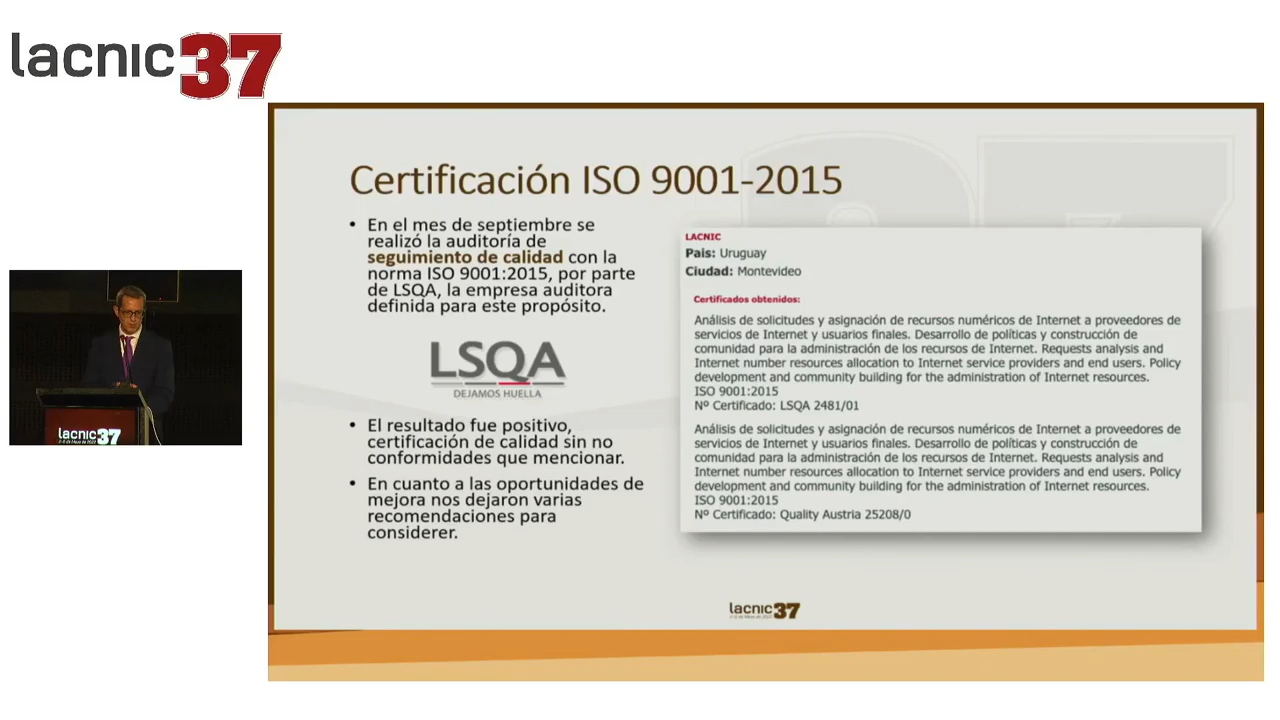 lacnic 37
Certificación ISO 9001-2015
• En el mes de septiembre se
realizó la auditoría de
seguimiento de calidad con la
norma ISO 9001:2015, por parte
de LSQA, la empresa auditora
definida para este propósito.
LSQA
DEJAMOS HUELLA
• El resultado fue positivo,
certificación de calidad sin no
conformidades que mencionar.
• En cuanto a las oportunidades de
mejora nos dejaron varias
recomendaciones para
considerer.
LACNIC
Pais: Uruguay
Ciudad: Montevideo
Certificados obtenidos:
Análisis de solicitudes y asignación de recursos numéricos de Internet a proveedores de
servicios de Internet y usuarios finales. Desarrollo de políticas y construcción de
comunidad para la administración de los recursos de Internet. Requests analysis and
Internet number resources allocation to Internet service providers and end users. Policy
development and community building for the administration of Internet resources.
ISO 9001:2015
Nº Certificado: LSQA 2481/01
Análisis de solicitudes y asignación de recursos numéricos de Internet a proveedores de
servicios de Internet y usuarios finales. Desarrollo de políticas y construcción de
comunidad para la administración de los recursos de Internet. Requests analysis and
Internet number resources allocation to Internet service providers and end users. Policy
development and community building for the administration of Internet resources.
ISO 9001:2015
Nº Certificado: Quality Austria 25208/0
lacnic 37
lacnic 37